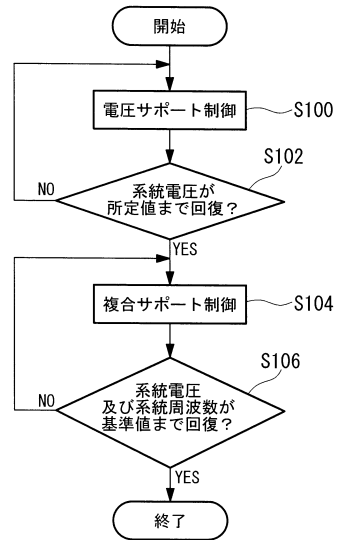 開始
電圧サポート制御
S100
S102
系統電圧が
所定値まで回復？
NO
YES
複合サポート制御
S104
S106
系統電圧
及び系統周波数が
基準値まで回復？
NO
YES
終了